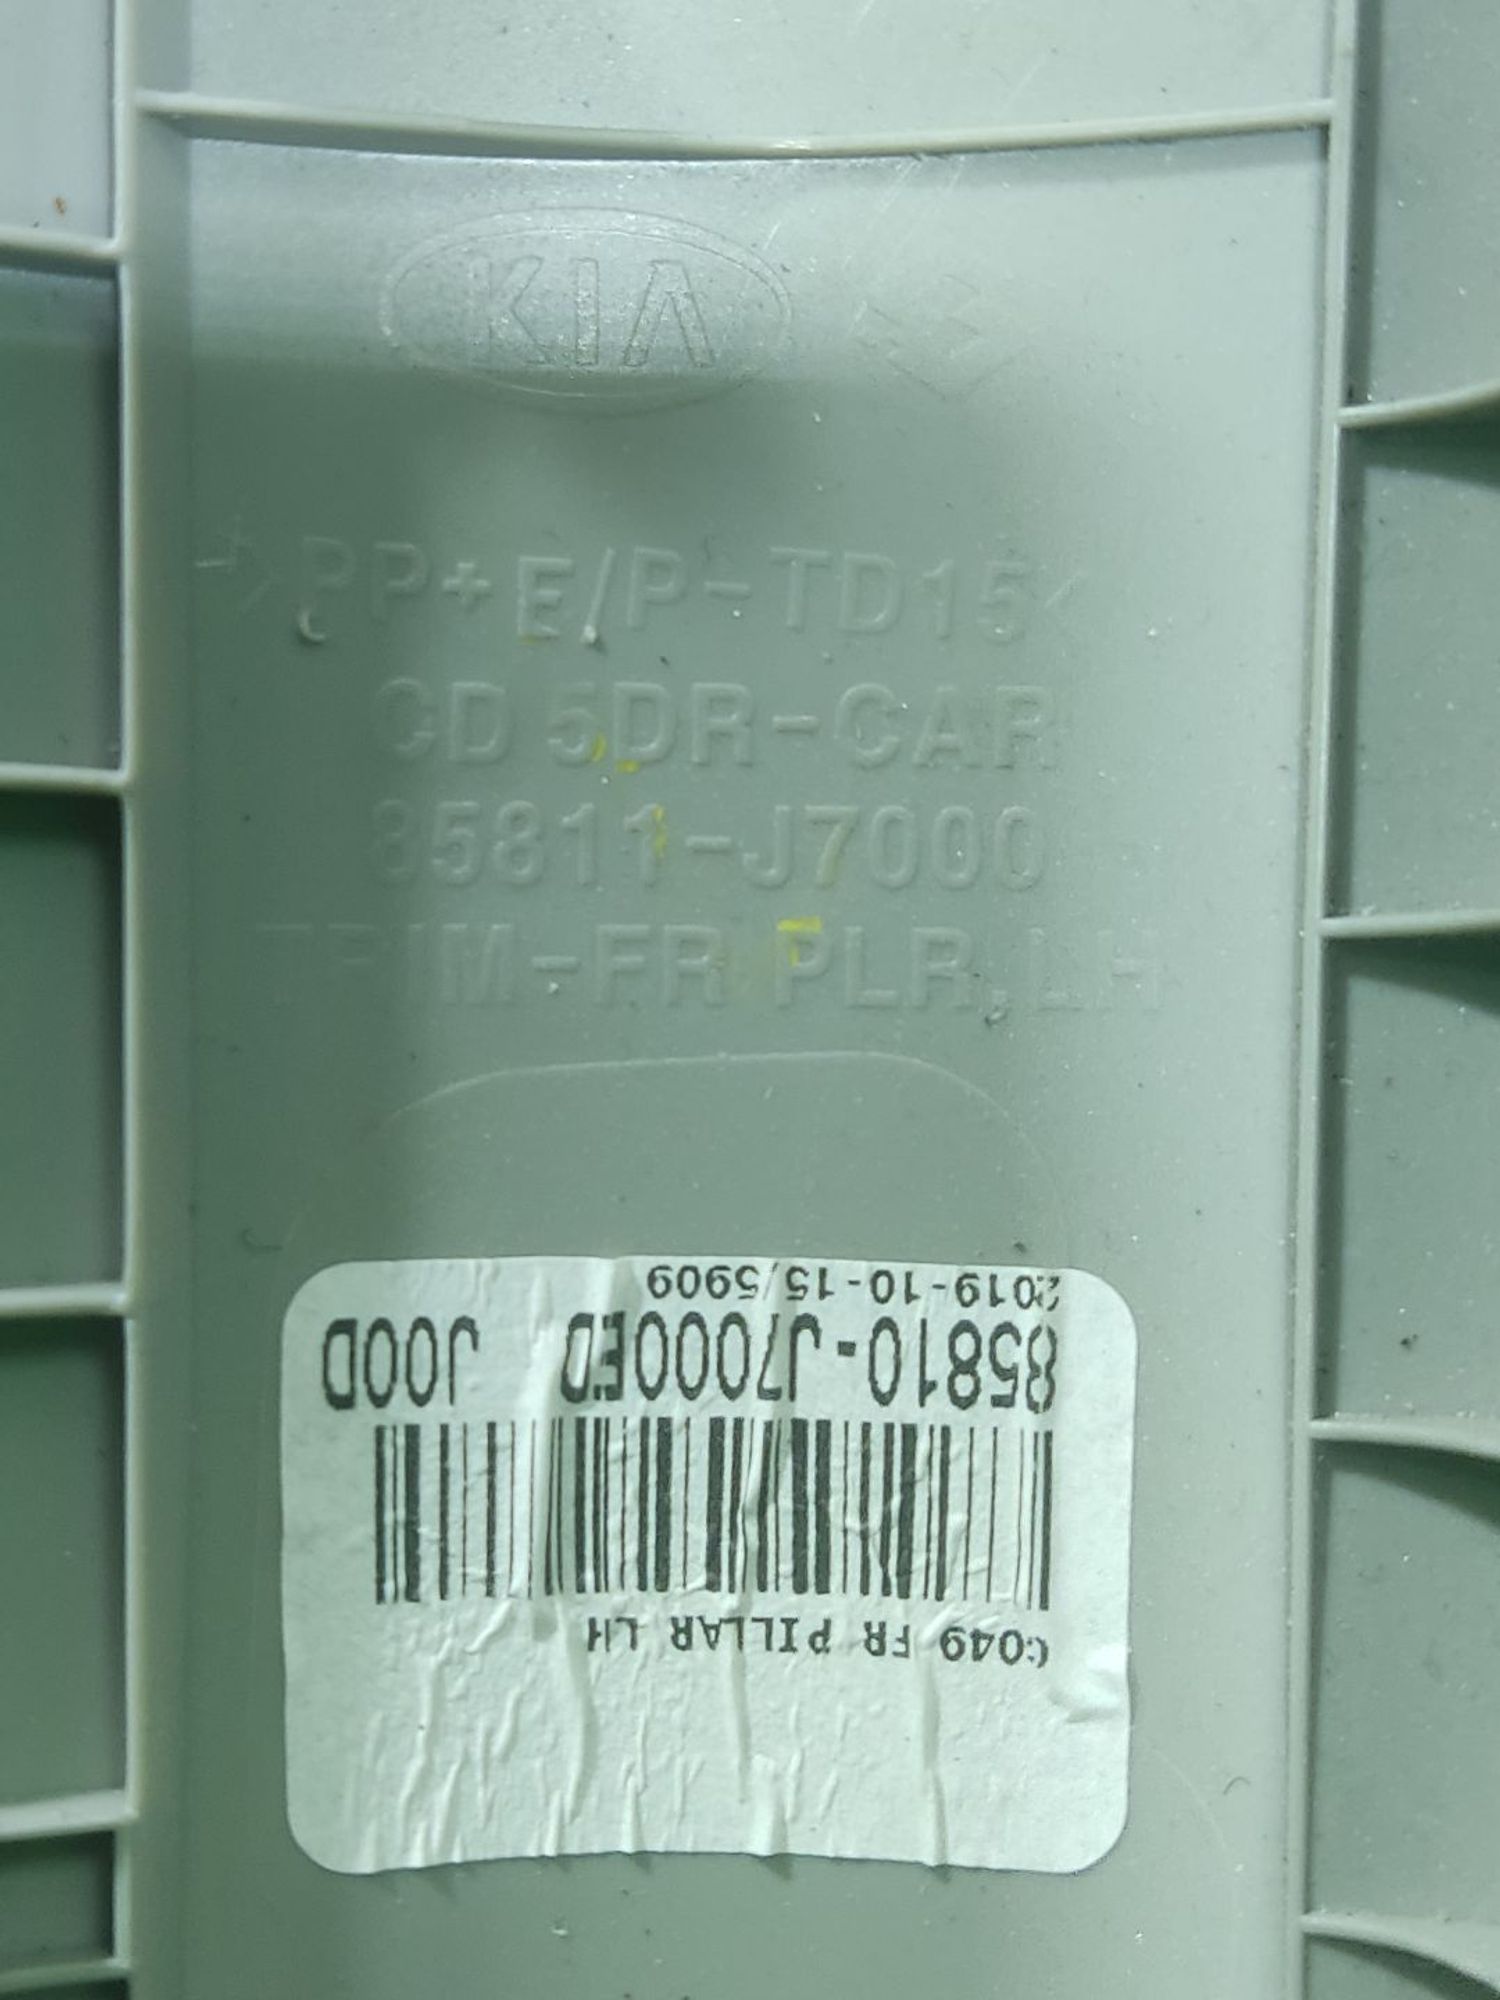 KIA
>PP+E/P-TD15<
CD 5DR-CAR
85811-J7000
TRIM-FR PLR,LH
C049 FR PILLAR LH
85810-J7000ED J00D
2019-10-15/5909